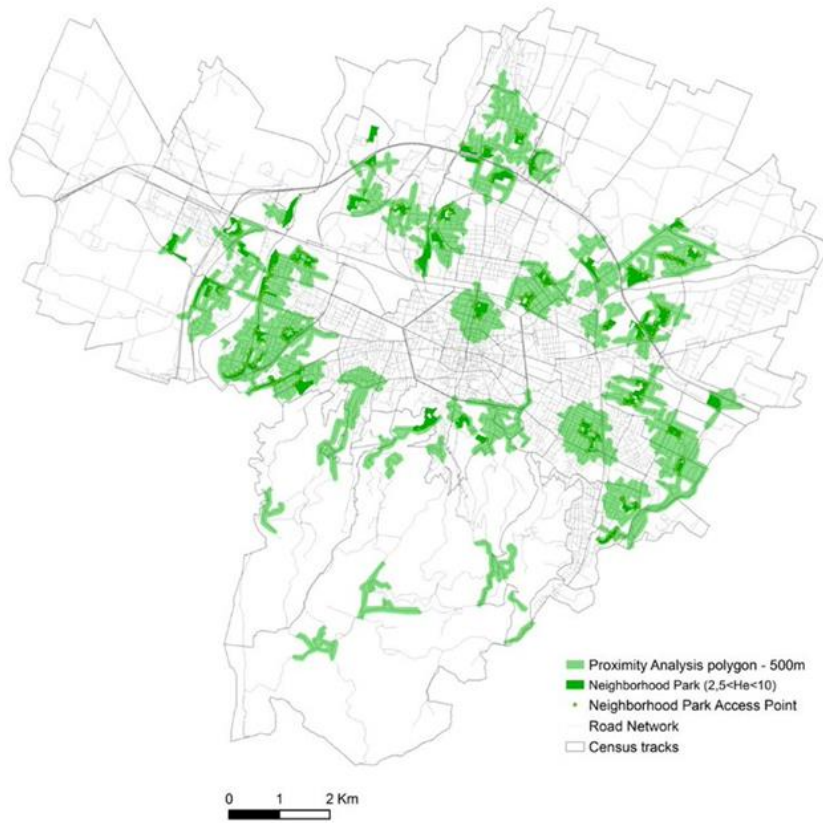 Proximity Analysis polygon - 500m
Neighborhood Park (2,5<He<10)
Neighborhood Park Access Point
Road Network
Census tracks
0 1 2 Km